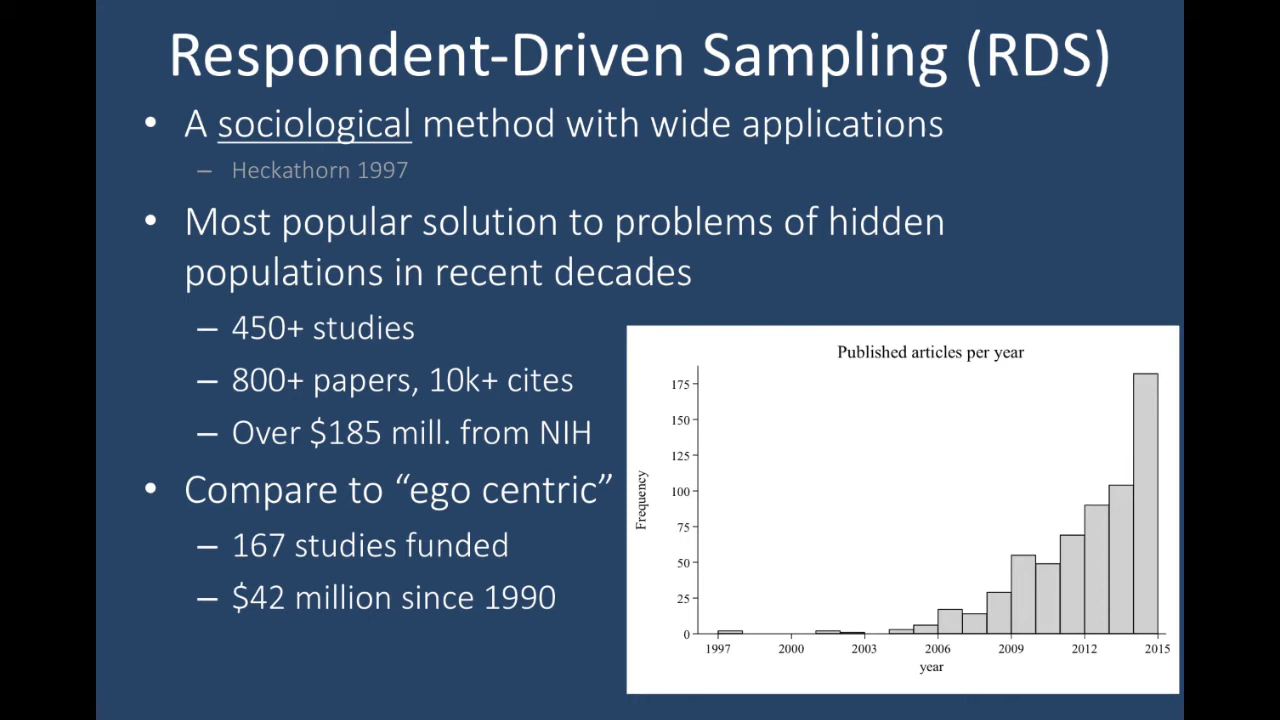 Respondent-Driven Sampling (RDS)
• A sociological method with wide applications
– Heckathorn 1997
• Most popular solution to problems of hidden
populations in recent decades
– 450+ studies
– 800+ papers, 10k+ cites
– Over $185 mill. from NIH
• Compare to “ego centric”
– 167 studies funded
– $42 million since 1990
Published articles per year
Frequency
175
150
125
100
75
50
25
0
1997 2000 2003 2006 2009 2012 2015
year